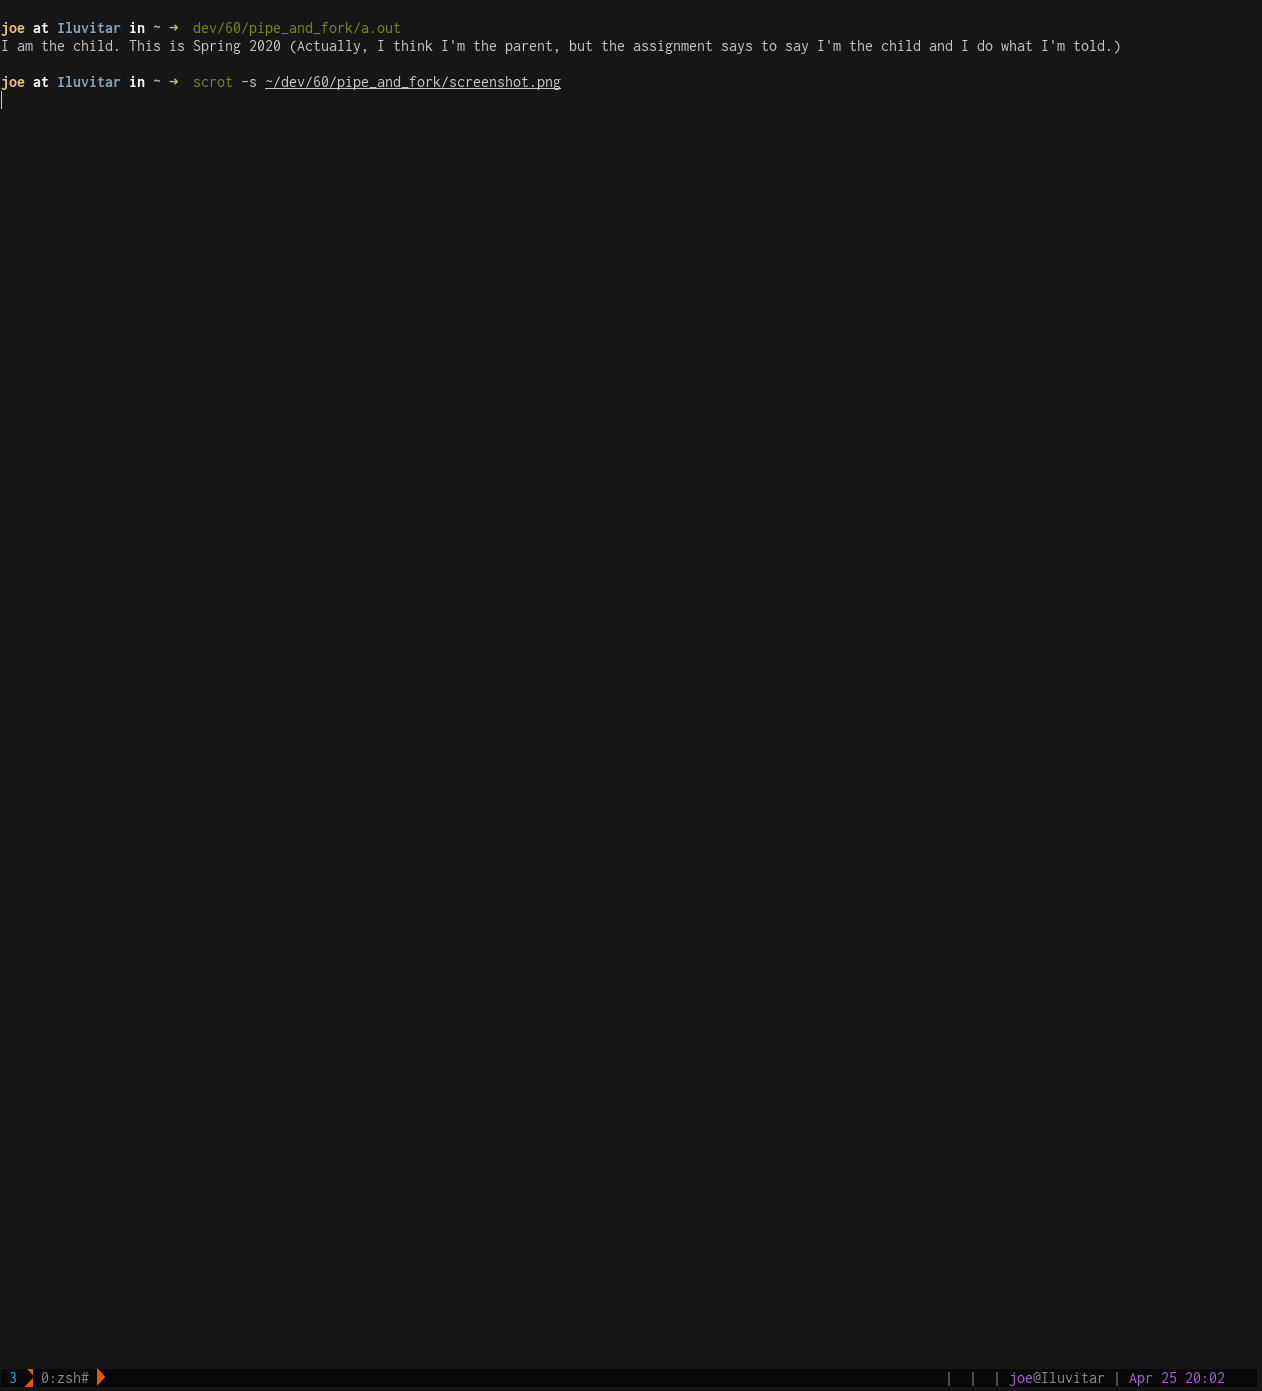 joe at Iluvitar in ~ ➜  dev/60/pipe_and_fork/a.out
I am the child. This is Spring 2020 (Actually, I think I'm the parent, but the assignment says to say I'm the child and I do what I'm told.)
joe at Iluvitar in ~ ➜  scrot -s ~/dev/60/pipe_and_fork/screenshot.png
3 0:zsh# | | | joe@Iluvitar | Apr 25 20:02